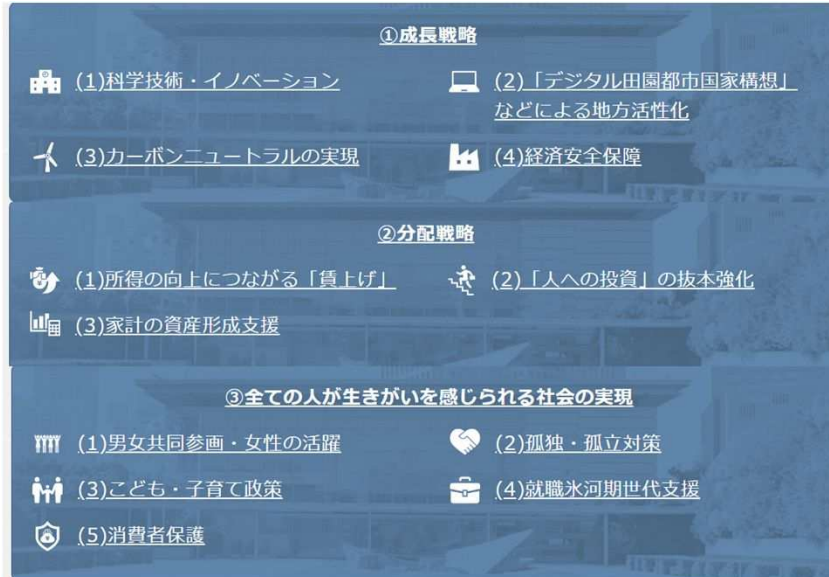 ①成長戦略
(1)科学技術・イノベーション
(2)「デジタル田園都市国家構想」
などによる地方活性化
(3)カーボンニュートラルの実現
(4)経済安全保障
②分配戦略
(1)所得の向上につながる「賃上げ」
(2)「人への投資」の抜本強化
(3)家計の資産形成支援
③全ての人が生きがいを感じられる社会の実現
(1)男女共同参画・女性の活躍
(2)孤独・孤立対策
(3)こども・子育て政策
(4)就職氷河期世代支援
(5)消費者保護